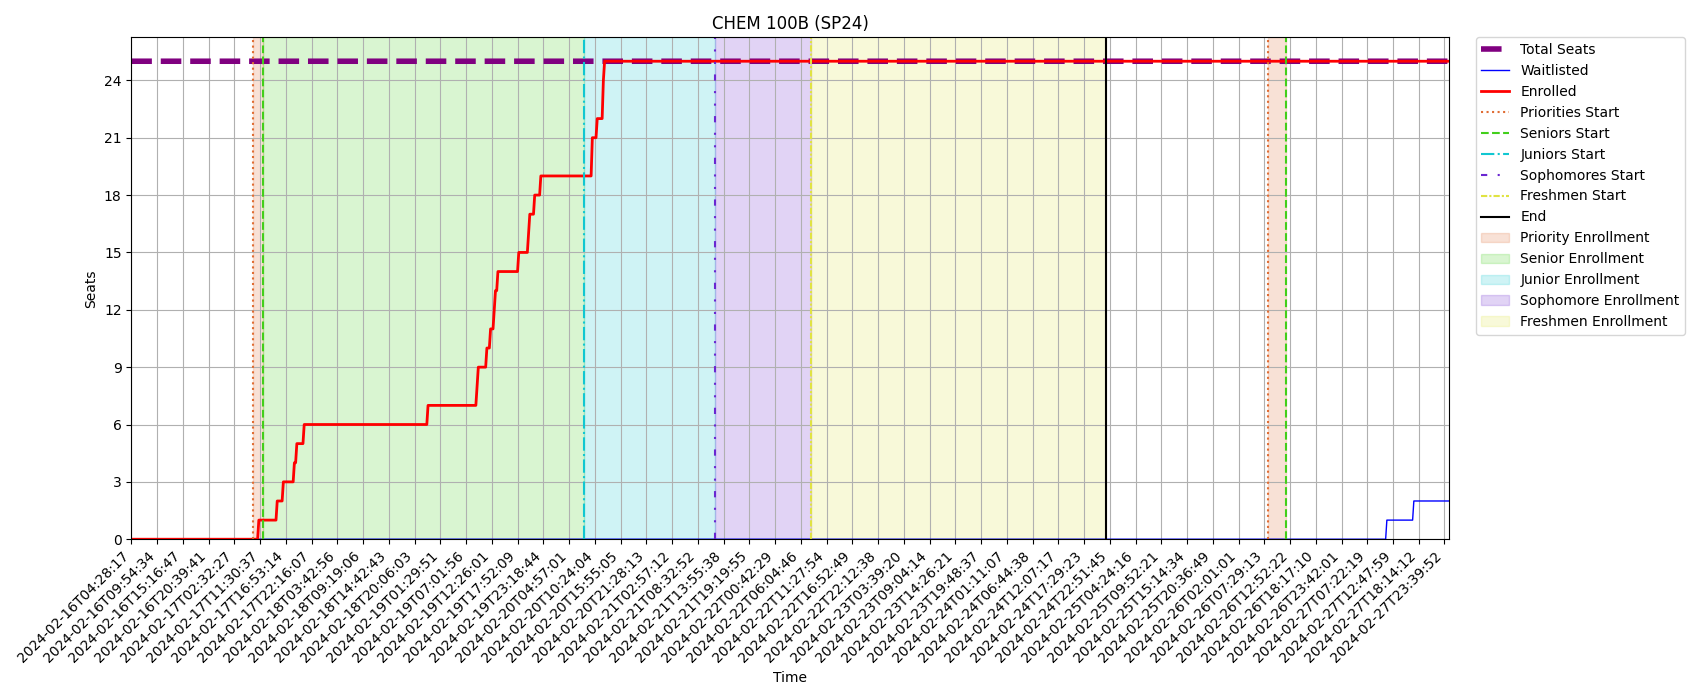 CHEM 100B (SP24)
Seats
24
21
18
15
12
9
6
3
0
2024-02-16T04:28:17
2024-02-16T09:54:34
2024-02-16T15:16:47
2024-02-16T20:39:41
2024-02-17T02:32:27
2024-02-17T11:30:37
2024-02-17T16:53:14
2024-02-17T22:16:07
2024-02-18T03:42:56
2024-02-18T09:19:06
2024-02-18T14:42:43
2024-02-18T20:06:03
2024-02-19T01:29:51
2024-02-19T07:01:56
2024-02-19T12:26:01
2024-02-19T17:52:09
2024-02-19T23:18:44
2024-02-20T04:57:01
2024-02-20T10:24:04
2024-02-20T15:55:05
2024-02-20T21:28:13
2024-02-21T02:57:12
2024-02-21T08:32:52
2024-02-21T13:55:38
2024-02-21T19:19:55
2024-02-22T00:42:29
2024-02-22T06:04:46
2024-02-22T11:27:54
2024-02-22T16:52:49
2024-02-22T22:12:38
2024-02-23T03:39:20
2024-02-23T09:04:14
2024-02-23T14:26:21
2024-02-23T19:48:37
2024-02-24T01:11:07
2024-02-24T06:44:38
2024-02-24T12:07:17
2024-02-24T17:29:23
2024-02-24T22:51:45
2024-02-25T04:24:16
2024-02-25T09:52:21
2024-02-25T15:14:34
2024-02-25T20:36:49
2024-02-26T02:01:01
2024-02-26T07:29:13
2024-02-26T12:52:22
2024-02-26T18:17:10
2024-02-26T23:42:01
2024-02-27T07:22:19
2024-02-27T12:47:59
2024-02-27T18:14:12
2024-02-27T23:39:52
Time
Total Seats
Waitlisted
Enrolled
Priorities Start
Seniors Start
Juniors Start
Sophomores Start
Freshmen Start
End
Priority Enrollment
Senior Enrollment
Junior Enrollment
Sophomore Enrollment
Freshmen Enrollment